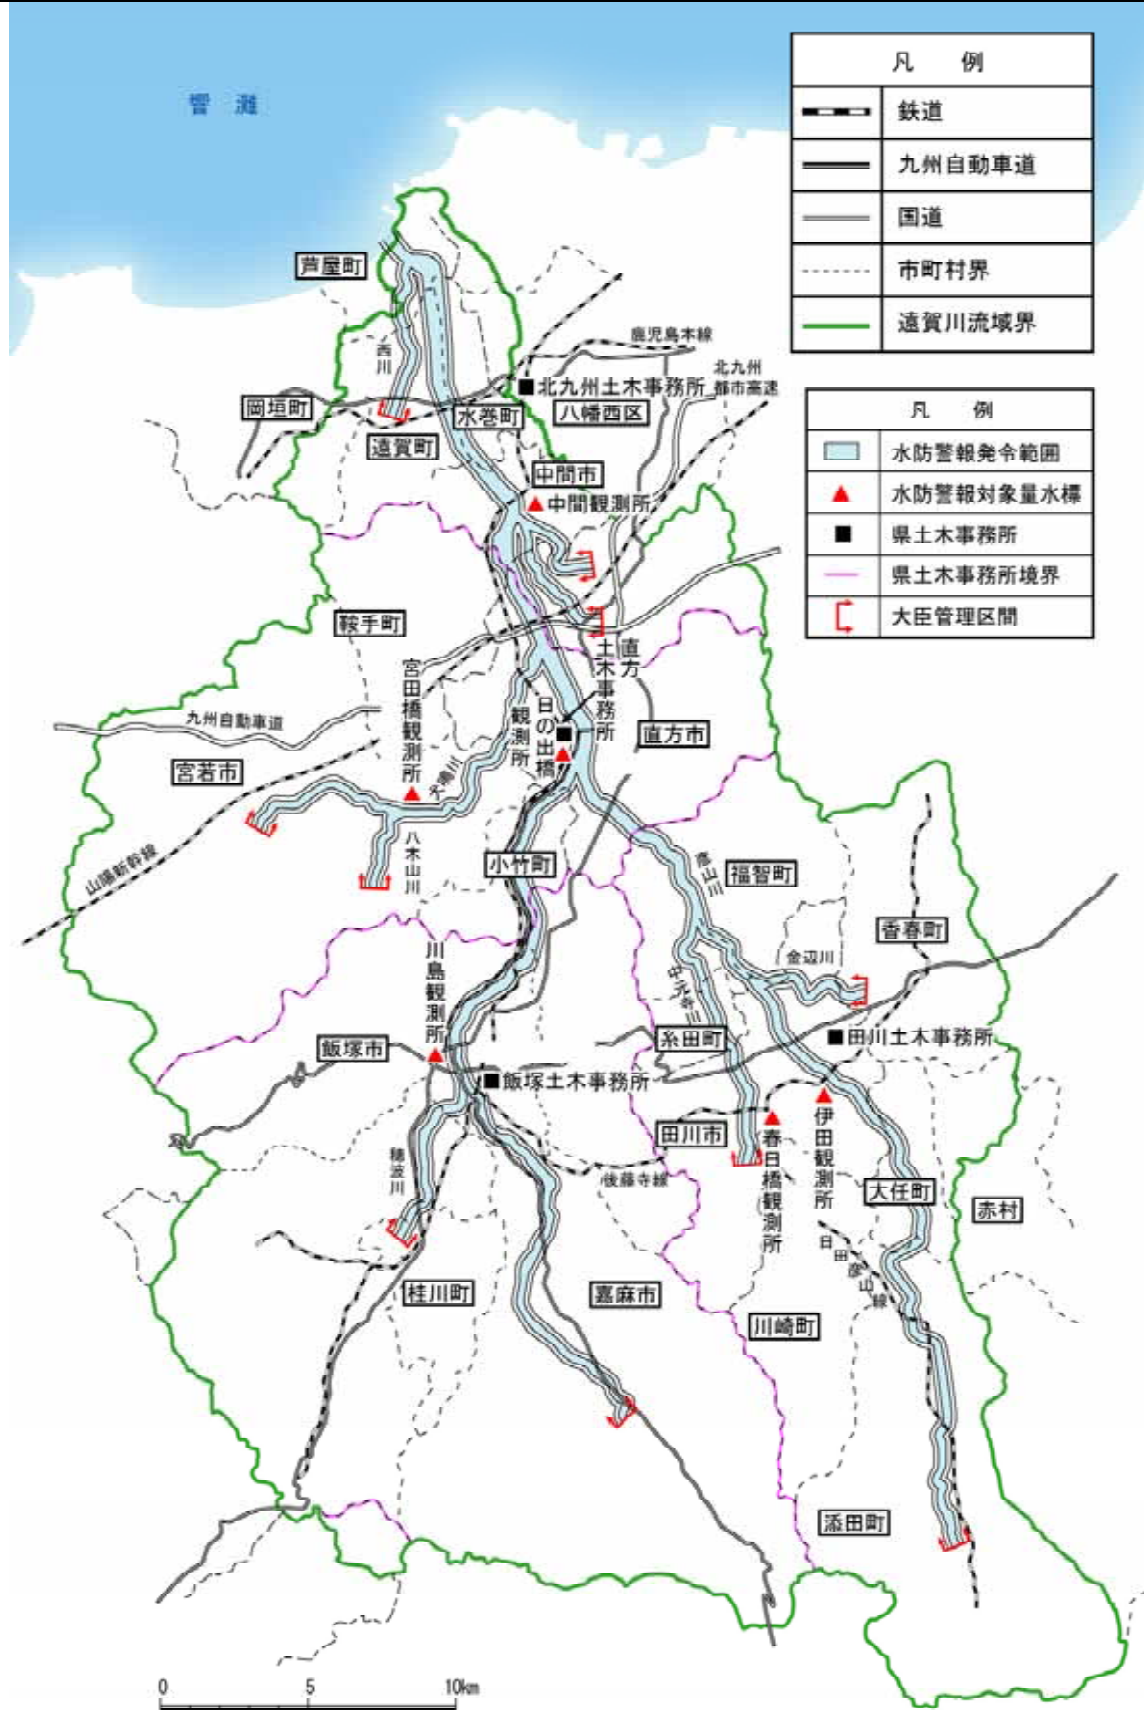 響灘
凡 例
鉄道
九州自動車道
国道
市町村界
遠賀川流域界
凡 例
水防警報発令範囲
水防警報対象量水標
県土木事務所
県土木事務所境界
大臣管理区間
芦屋町
西川
鹿児島本線
北九州
都市高速
北九州土木事務所
岡垣町
水巻町
八幡西区
遠賀町
中間市
中間観測所
鞍手町
宮田橋観測所
直方
土木事務所
日の出橋
観測所
直方市
九州自動車道
宮若市
犬鳴川
山陽新幹線
八木山川
小竹町
彦山川
福智町
香春町
金辺川
川島観測所
中元寺川
糸田町
田川土木事務所
飯塚市
飯塚土木事務所
田川市
伊田観測所
春日橋観測所
穂波川
後藤寺線
大任町
赤村
日田彦山線
桂川町
嘉麻市
川崎町
添田町
0 5 10km